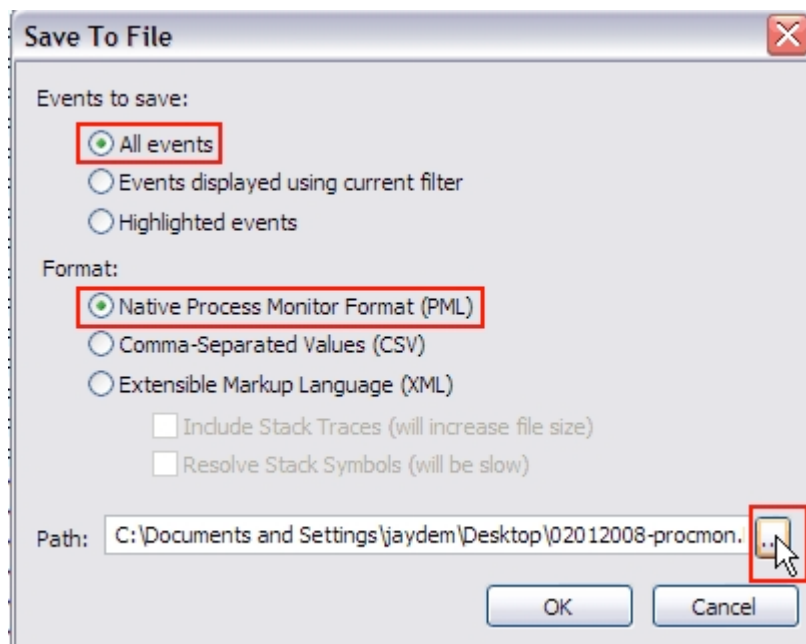 Save To File
Events to save:
All events
Events displayed using current filter
Highlighted events
Format:
Native Process Monitor Format (PML)
Comma-Separated Values (CSV)
Extensible Markup Language (XML)
Include Stack Traces (will increase file size)
Resolve Stack Symbols (will be slow)
Path: C:\Documents and Settings\jaydem\Desktop\02012008-procmon. ...
OK Cancel